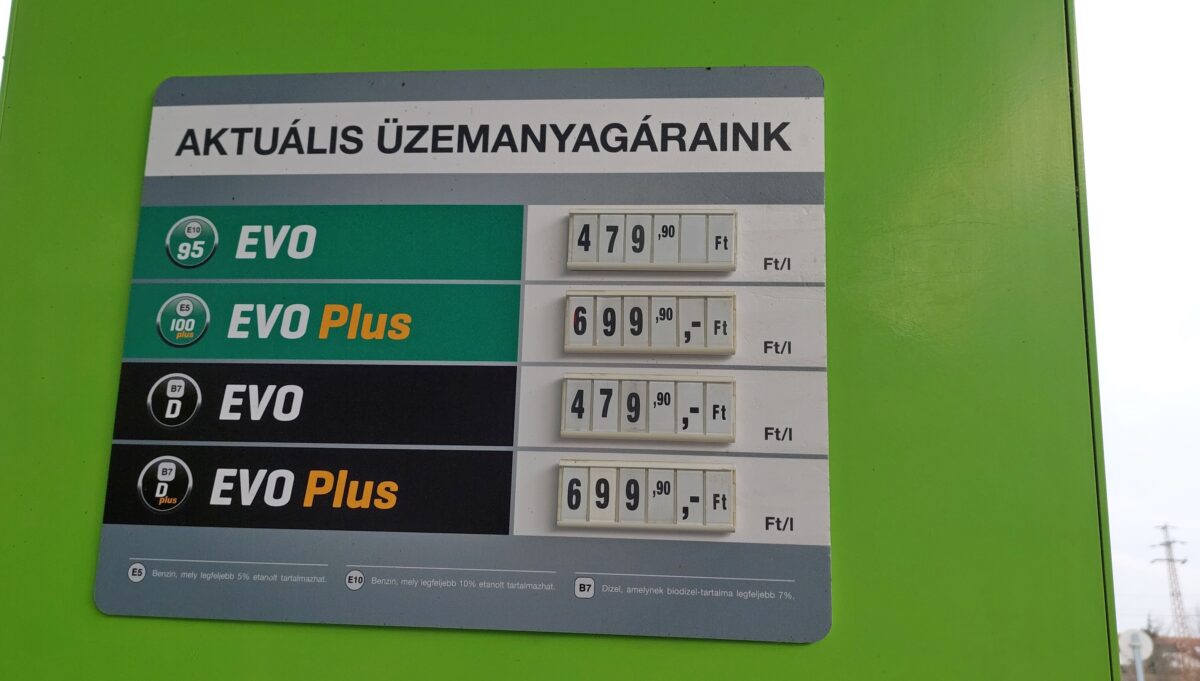 AKTUÁLIS ÜZEMANYAGÁRAINK
E10 95 EVO 479,90 Ft Ft/l
E5 100 plus EVO Plus 699,90 ,- Ft Ft/l
B7 D EVO 479,90 ,- Ft Ft/l
B7 D plus EVO Plus 699,90 ,- Ft Ft/l
E5 Benzin, mely legfeljebb 5% etanolt tartalmazhat. E10 Benzin, mely legfeljebb 10% etanolt tartalmazhat. B7 Dízel, amelynek biodízel-tartalma legfeljebb 7%.